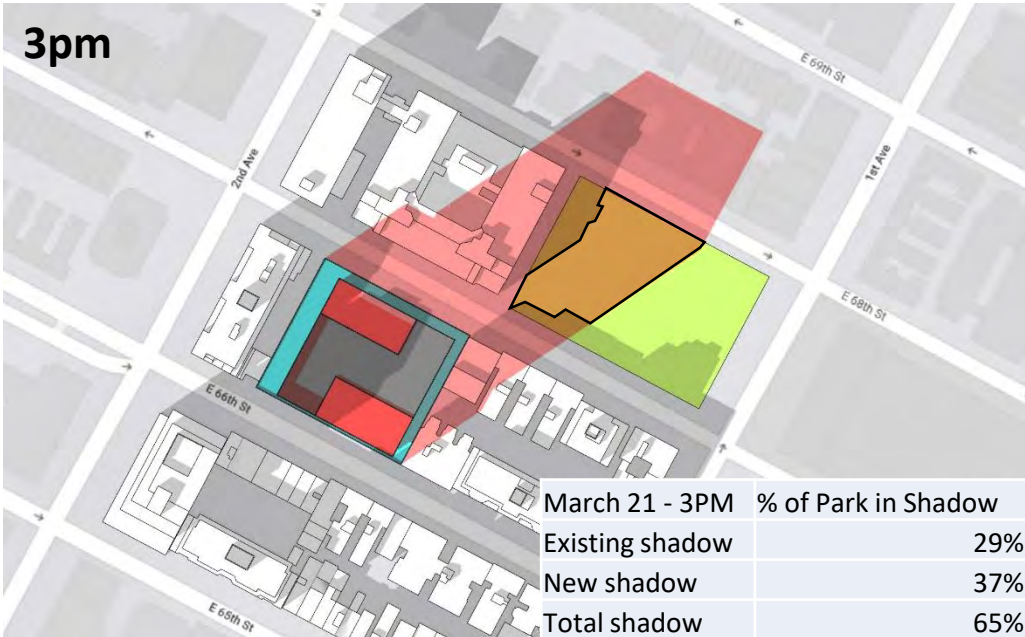 3pm
E 69th St
2nd Ave
1st Ave
E 68th St
E 66th St
E 65th St
March 21 - 3PM % of Park in Shadow
Existing shadow 29%
New shadow 37%
Total shadow 65%